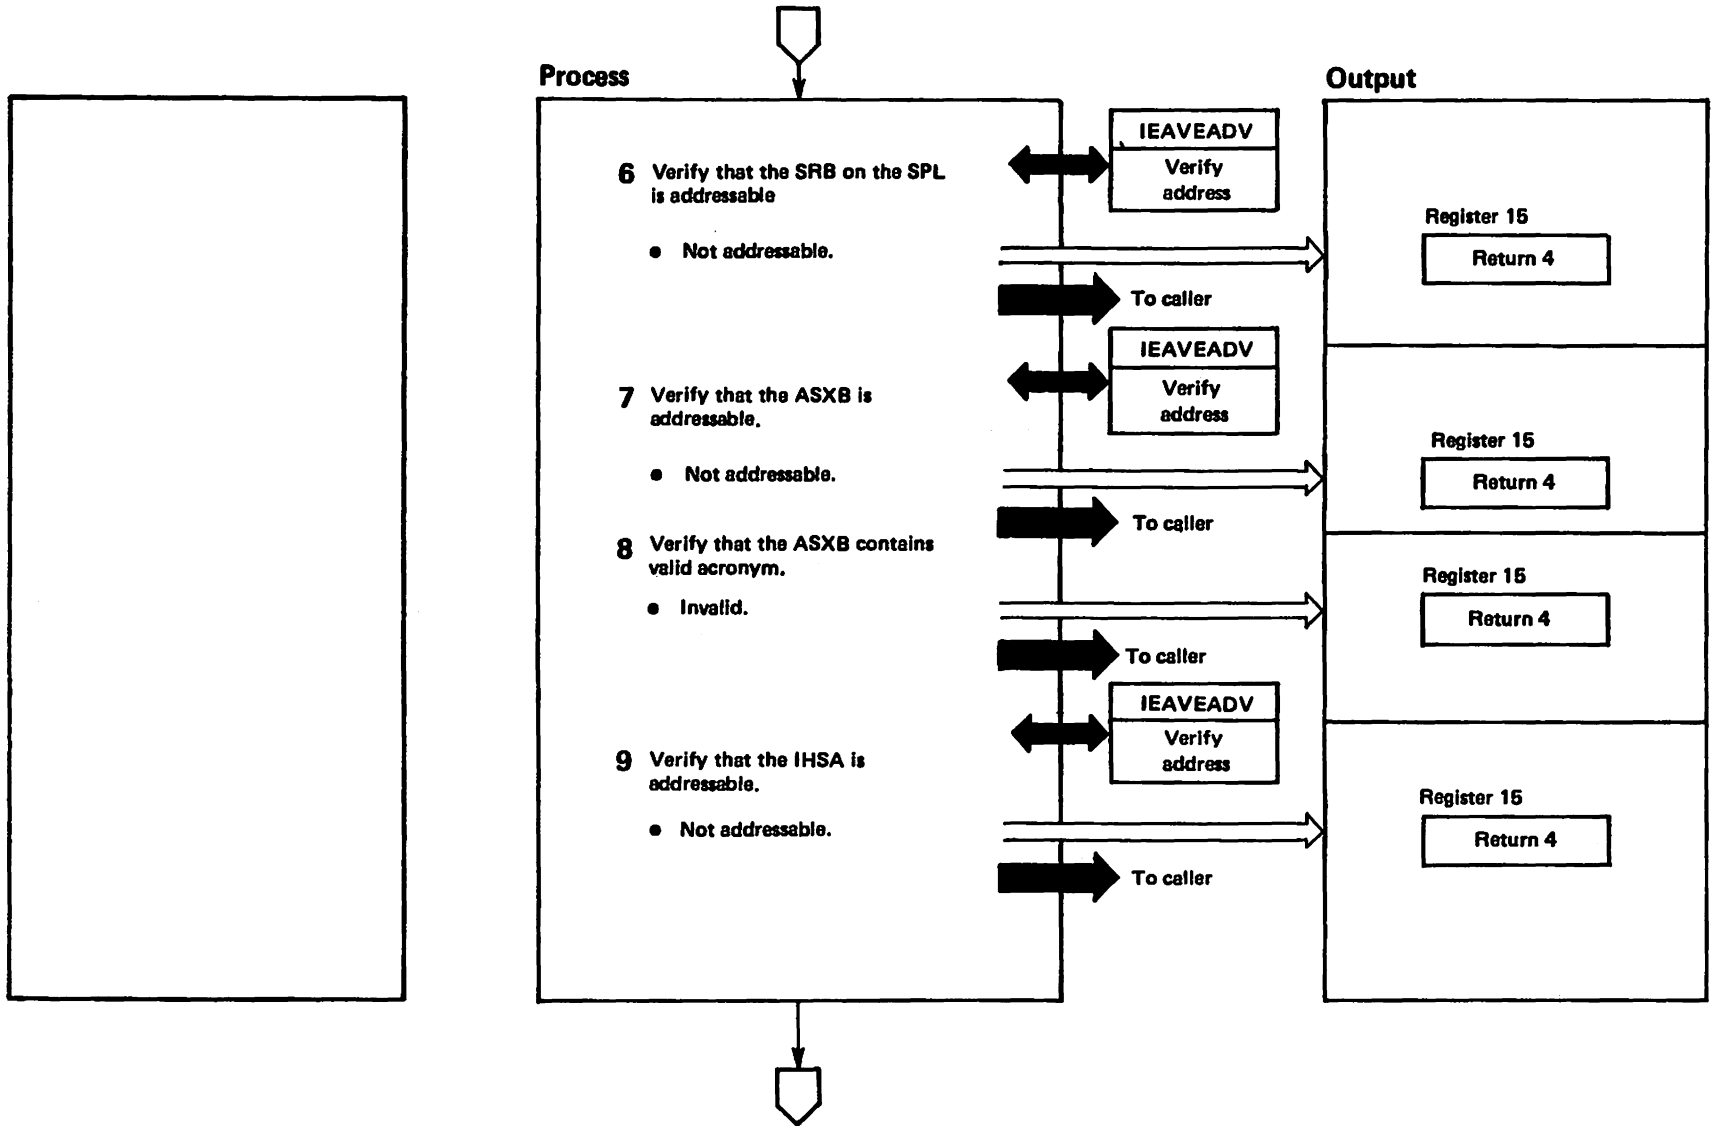 Process
Output
6 Verify that the SRB on the SPL
is addressable
IEAVEADV
Verify
address
• Not addressable.
Register 15
Return 4
To caller
7 Verify that the ASXB is
addressable.
IEAVEADV
Verify
address
• Not addressable.
Register 15
Return 4
To caller
8 Verify that the ASXB contains
valid acronym.
• Invalid.
Register 15
Return 4
To caller
9 Verify that the IHSA is
addressable.
IEAVEADV
Verify
address
• Not addressable.
Register 15
Return 4
To caller